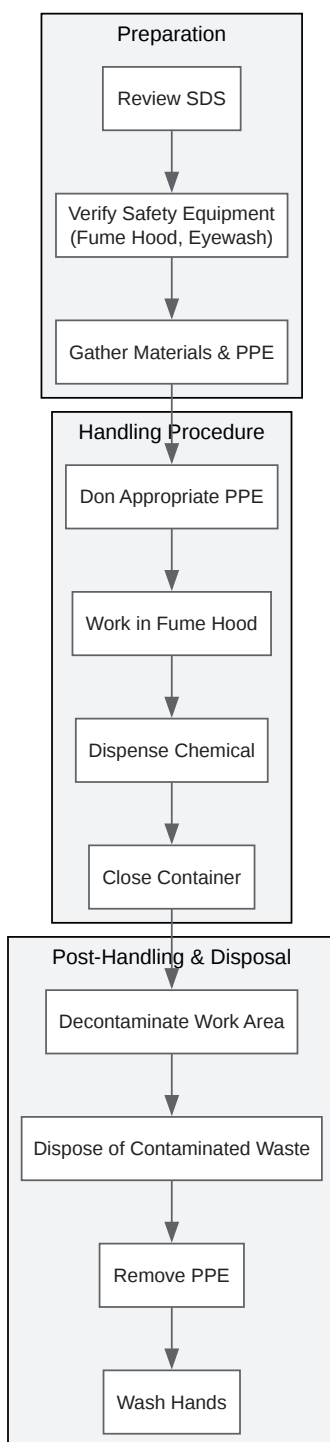 Preparation
Review SDS
Verify Safety Equipment
(Fume Hood, Eyewash)
Gather Materials & PPE
Handling Procedure
Don Appropriate PPE
Work in Fume Hood
Dispense Chemical
Close Container
Post-Handling & Disposal
Decontaminate Work Area
Dispose of Contaminated Waste
Remove PPE
Wash Hands